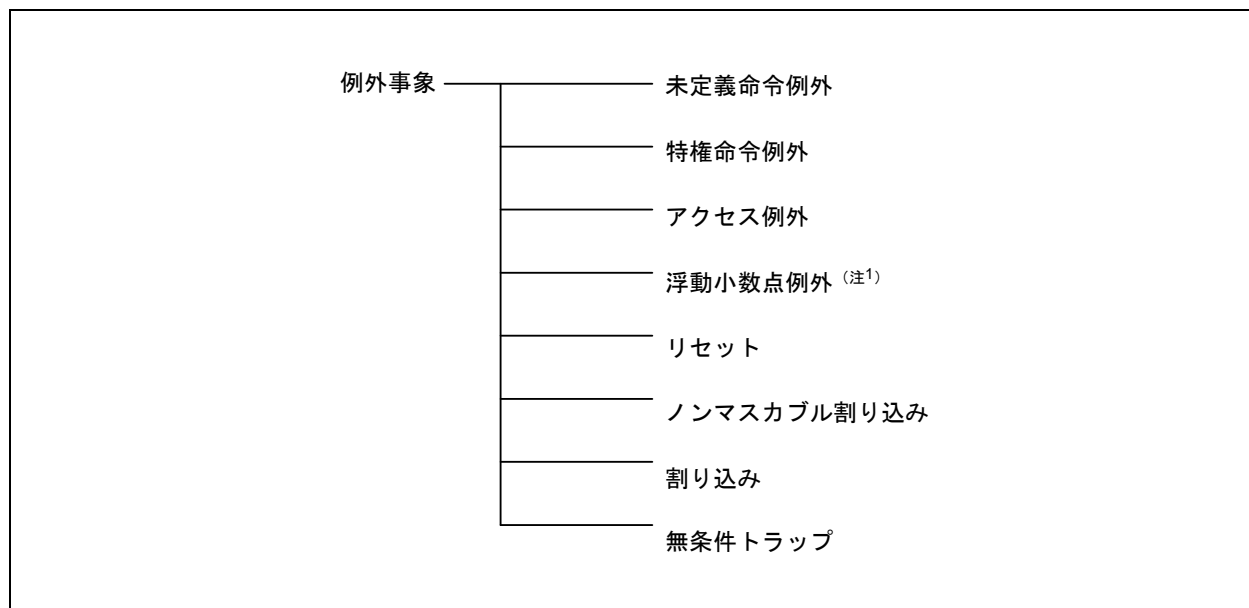 例外事象
未定義命令例外
特権命令例外
アクセス例外
浮動小数点例外（注1）
リセット
ノンマスカブル割り込み
割り込み
無条件トラップ